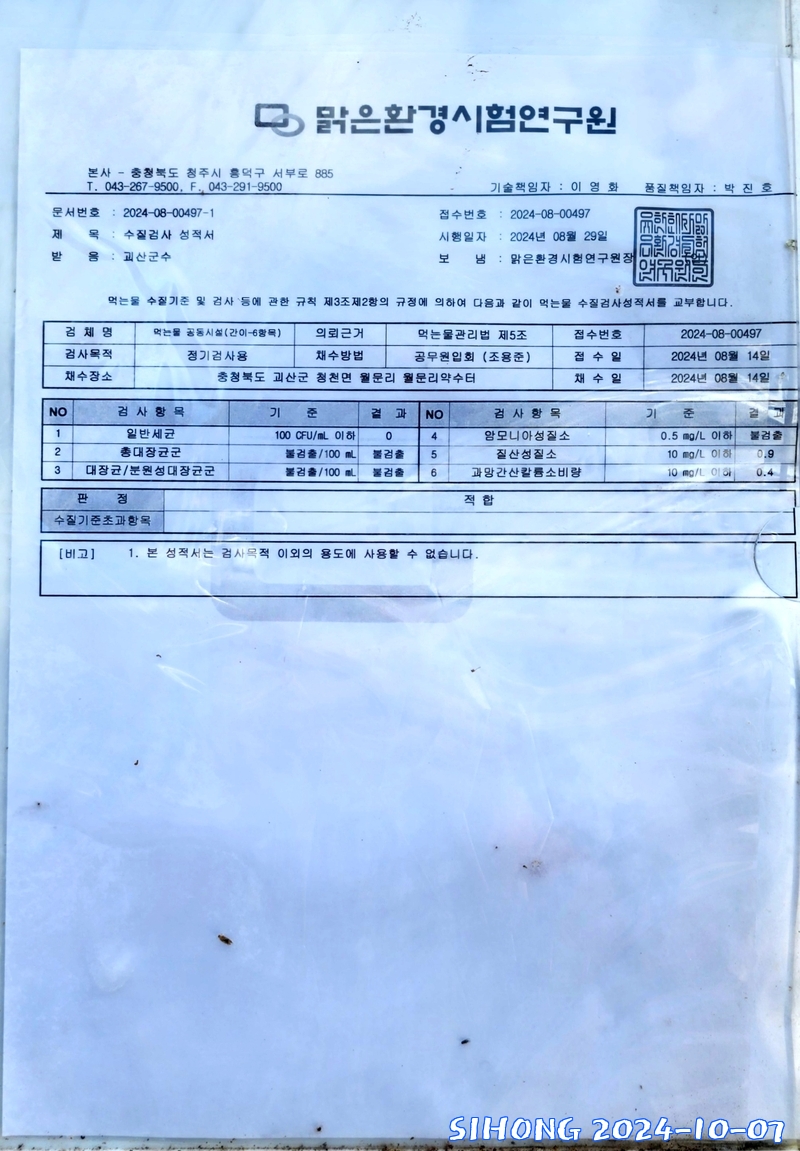 맑은환경시험연구원
본사 - 충청북도 청주시 흥덕구 서부로 885
T. 043-267-9500, F. 043-291-9500
기술책임자 : 이 영 화 품질책임자 : 박 진 호
문서번호 : 2024-08-00497-1 접수번호 : 2024-08-00497
제 목 : 수질검사 성적서 시행일자 : 2024년 08월 29일
받 음 : 괴산군수 보 냄 : 맑은환경시험연구원장
먹는물 수질기준 및 검사 등에 관한 규칙 제3조제2항의 규정에 의하여 다음과 같이 먹는물 수질검사성적서를 교부합니다.
검 체 명 먹는물 공동시설(간이-6항목) 의뢰근거 먹는물관리법 제5조 접수번호 2024-08-00497
검사목적 정기검사용 채수방법 공무원입회 (조용준) 접 수 일 2024년 08월 14일
채수장소 충청북도 괴산군 청천면 월문리 월문리약수터 채 수 일 2024년 08월 14일
NO 검 사 항 목 기 준 결 과 NO 검 사 항 목 기 준 결 과
1 일반세균 100 CFU/mL 이하 0 4 암모니아성질소 0.5 mg/L 이하 불검출
2 총대장균군 불검출/100 mL 불검출 5 질산성질소 10 mg/L 이하 0.9
3 대장균/분원성대장균군 불검출/100 mL 불검출 6 과망간산칼륨소비량 10 mg/L 이하 0.4
판 정 적 합
수질기준초과항목
[비고] 1. 본 성적서는 검사목적 이외의 용도에 사용할 수 없습니다.
SIHONG 2024-10-07